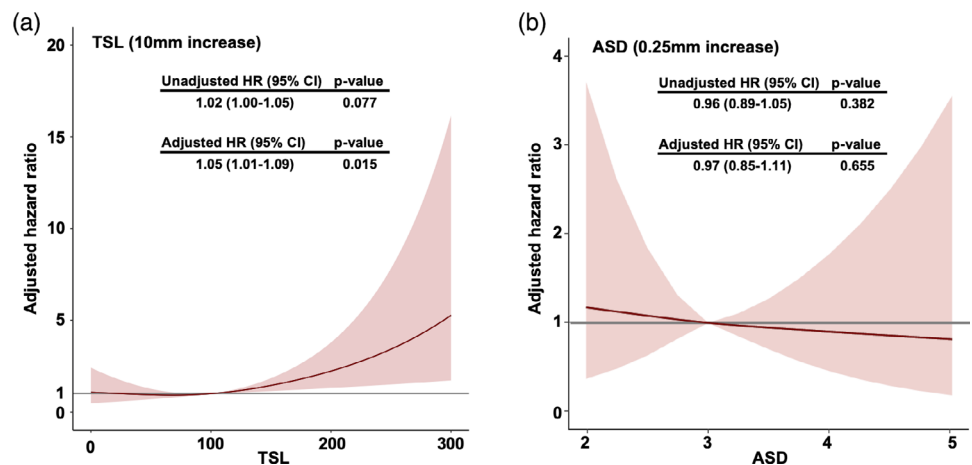 (a)
TSL (10mm increase)
Unadjusted HR (95% CI) p-value
1.02 (1.00-1.05) 0.077
Adjusted HR (95% CI) p-value
1.05 (1.01-1.09) 0.015
Adjusted hazard ratio
20
15
10
5
1
0
0 100 200 300
TSL
(b)
ASD (0.25mm increase)
Unadjusted HR (95% CI) p-value
0.96 (0.89-1.05) 0.382
Adjusted HR (95% CI) p-value
0.97 (0.85-1.11) 0.655
Adjusted hazard ratio
4
3
2
1
0
2 3 4 5
ASD